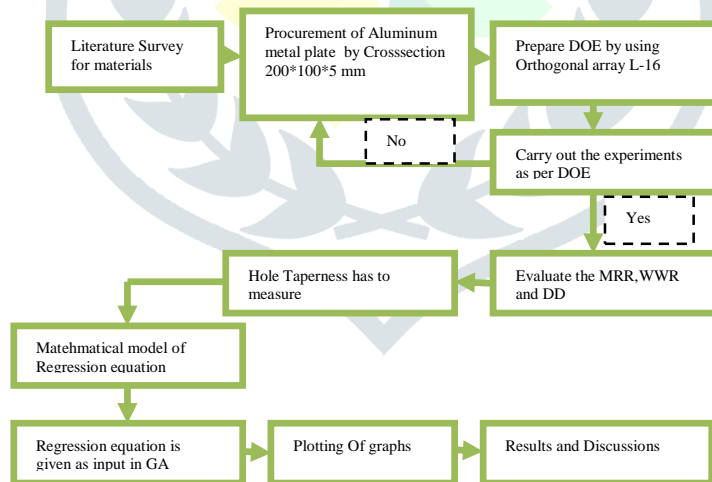 Literature Survey
for materials
Procurement of Aluminum
metal plate by Crosssection
200*100*5 mm
Prepare DOE by using
Orthogonal array L-16
No
Carry out the experiments
as per DOE
Yes
Evaluate the MRR,WWR
and DD
Hole Taperness has to
measure
Matehmatical model of
Regression equation
Regression equation is
given as input in GA
Plotting Of graphs
Results and Discussions